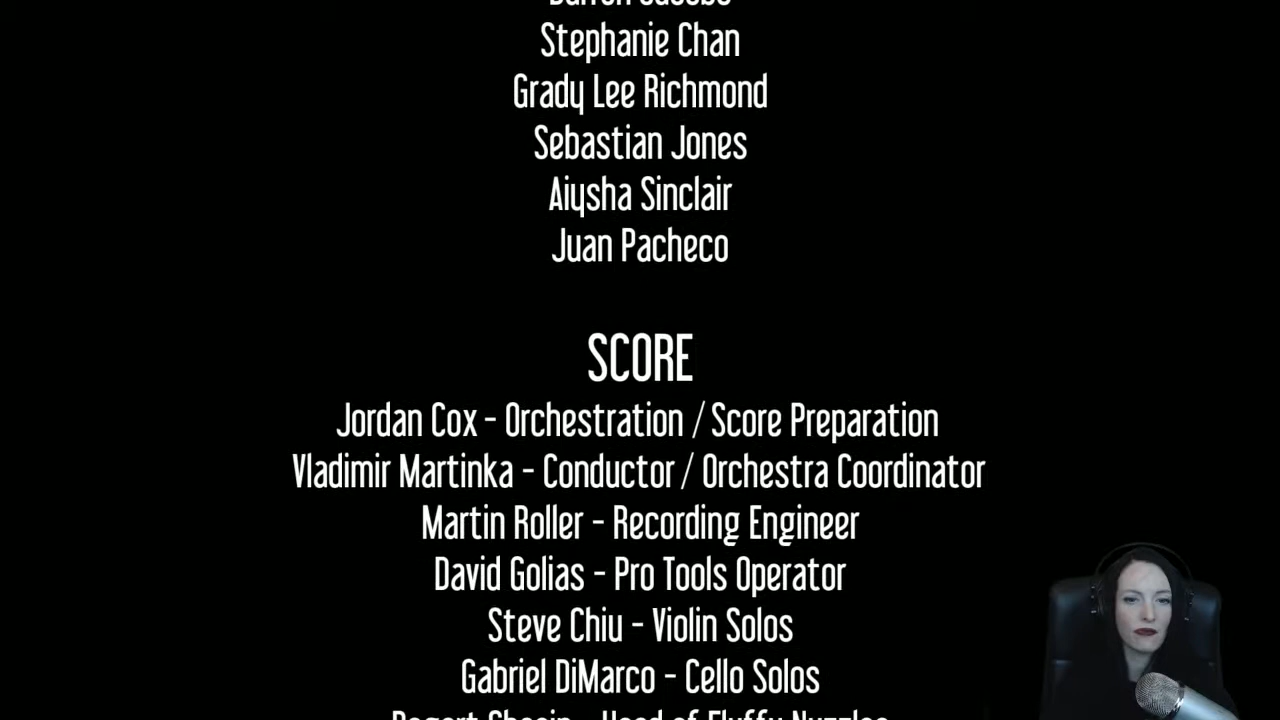 Stephanie Chan
Grady Lee Richmond
Sebastian Jones
Aiysha Sinclair
Juan Pacheco
SCORE
Jordan Cox - Orchestration / Score Preparation
Vladimir Martinka - Conductor / Orchestra Coordinator
Martin Roller - Recording Engineer
David Golias - Pro Tools Operator
Steve Chiu - Violin Solos
Gabriel DiMarco - Cello Solos